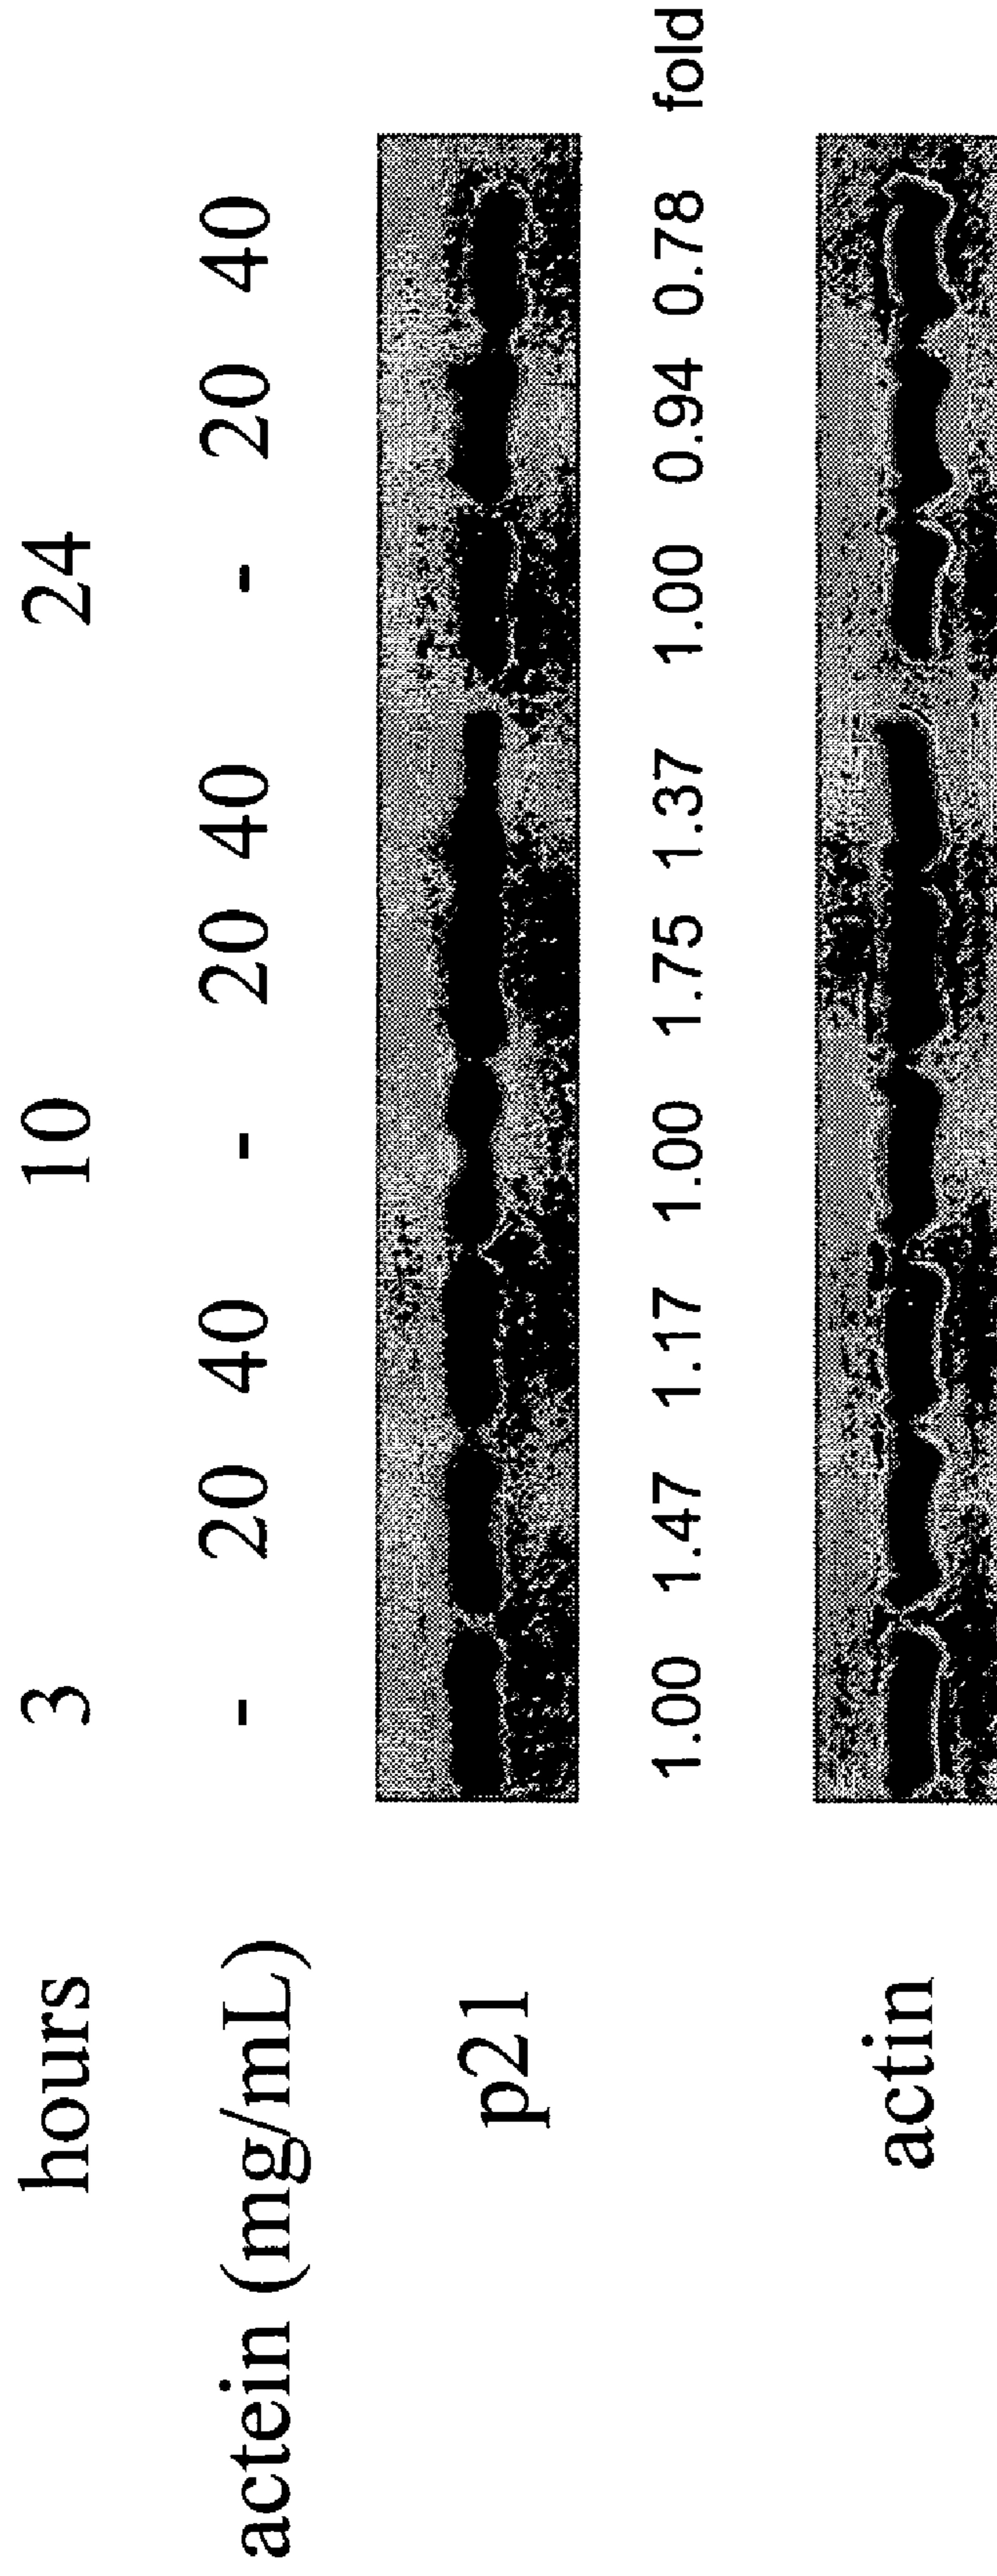 hours 3 10 24
actein (mg/mL) - 20 40 - 20 40 - 20 40
p21
1.00 1.47 1.17 1.00 1.75 1.37 1.00 0.94 0.78 fold
actin